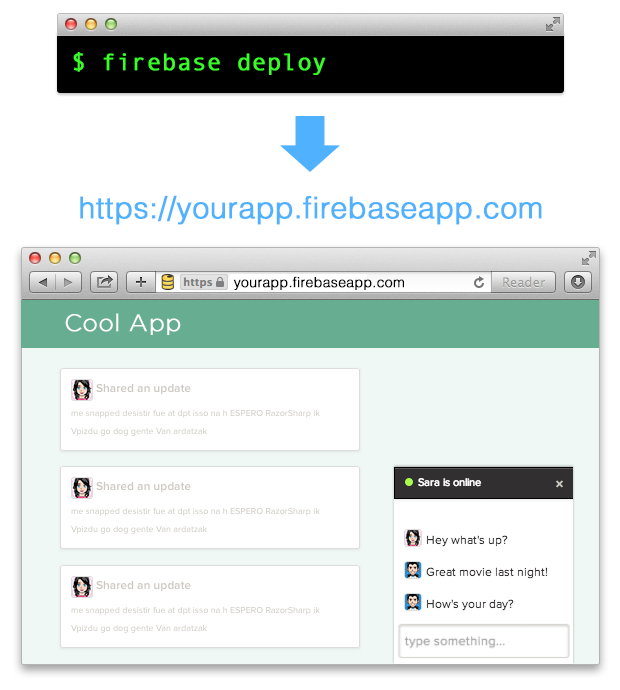 $ firebase deploy
https://yourapp.firebaseapp.com
https yourapp.firebaseapp.com Reader
Cool App
Shared an update
me snapped desistir fue at dpt isso na h ESPERO RazorSharp ik
Vpizdu go dog gente Van ardatzak
Shared an update
me snapped desistir fue at dpt isso na h ESPERO RazorSharp ik
Vpizdu go dog gente Van ardatzak
Shared an update
me snapped desistir fue at dpt isso na h ESPERO RazorSharp ik
Vpizdu go dog gente Van ardatzak
Sara is online ×
Hey what's up?
Great movie last night!
How's your day?
type something...